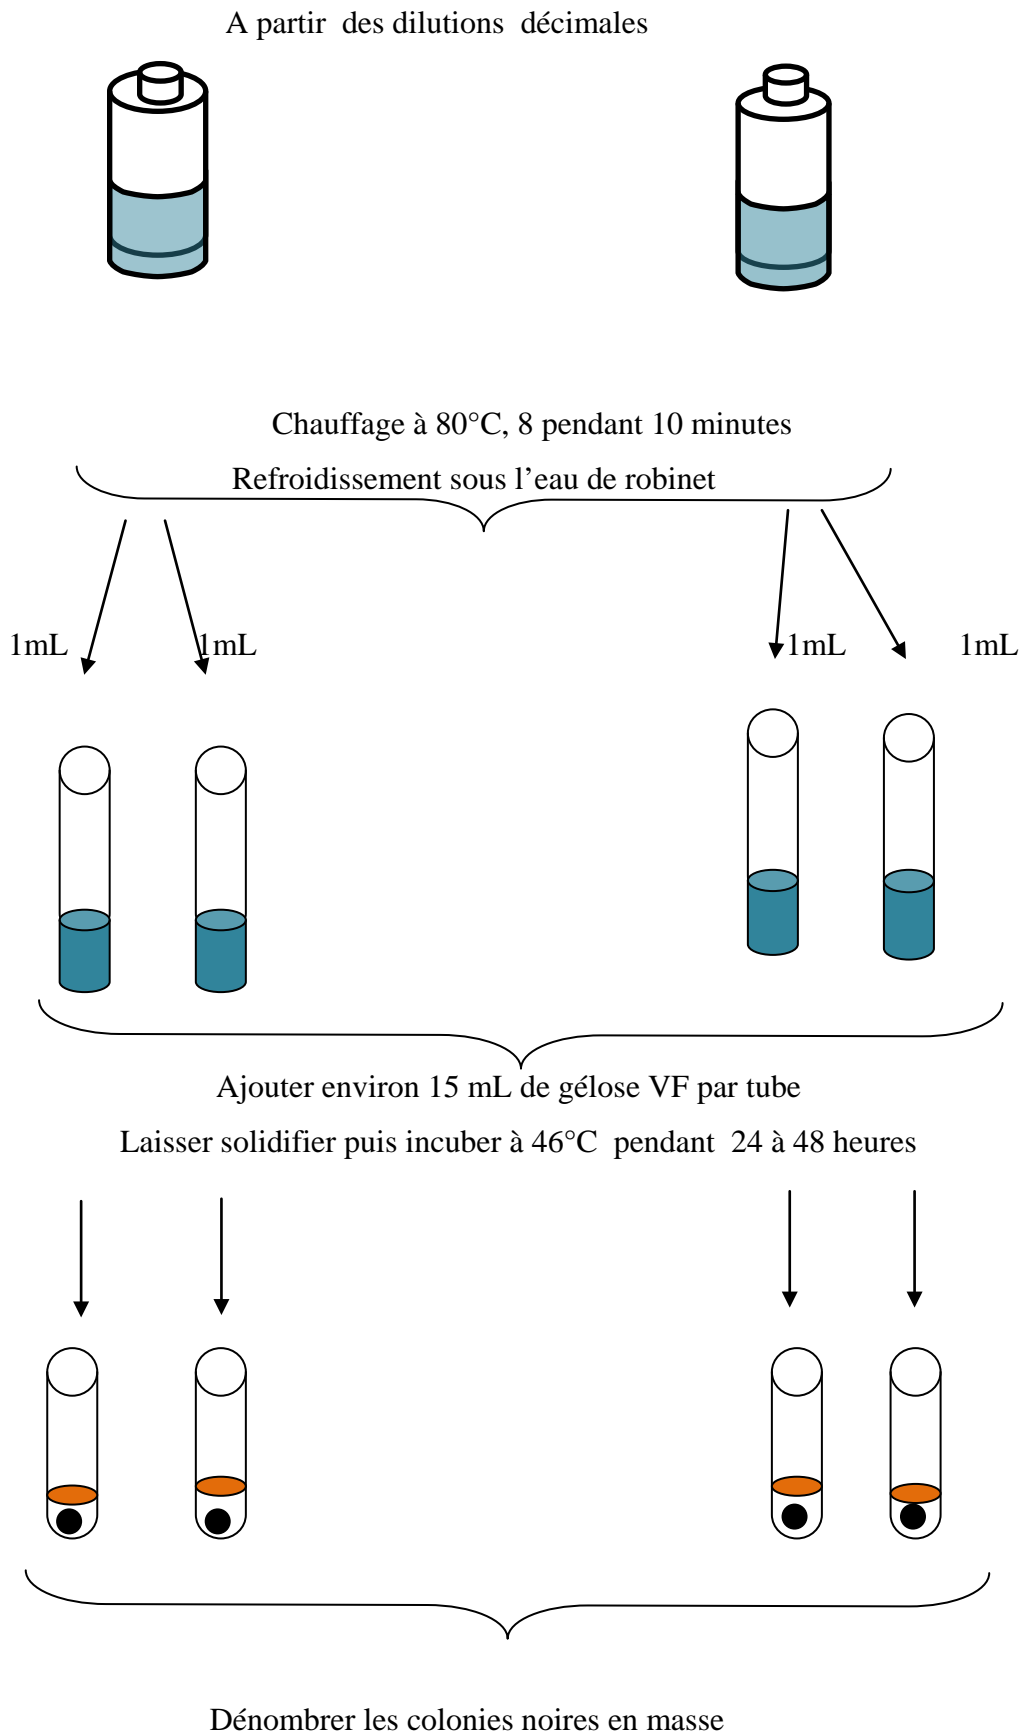 A partir des dilutions décimales
Chauffage à 80°C, 8 pendant 10 minutes
Refroidissement sous l’eau de robinet
1mL 1mL 1mL 1mL
Ajouter environ 15 mL de gélose VF par tube
Laisser solidifier puis incuber à 46°C pendant 24 à 48 heures
Dénombrer les colonies noires en masse